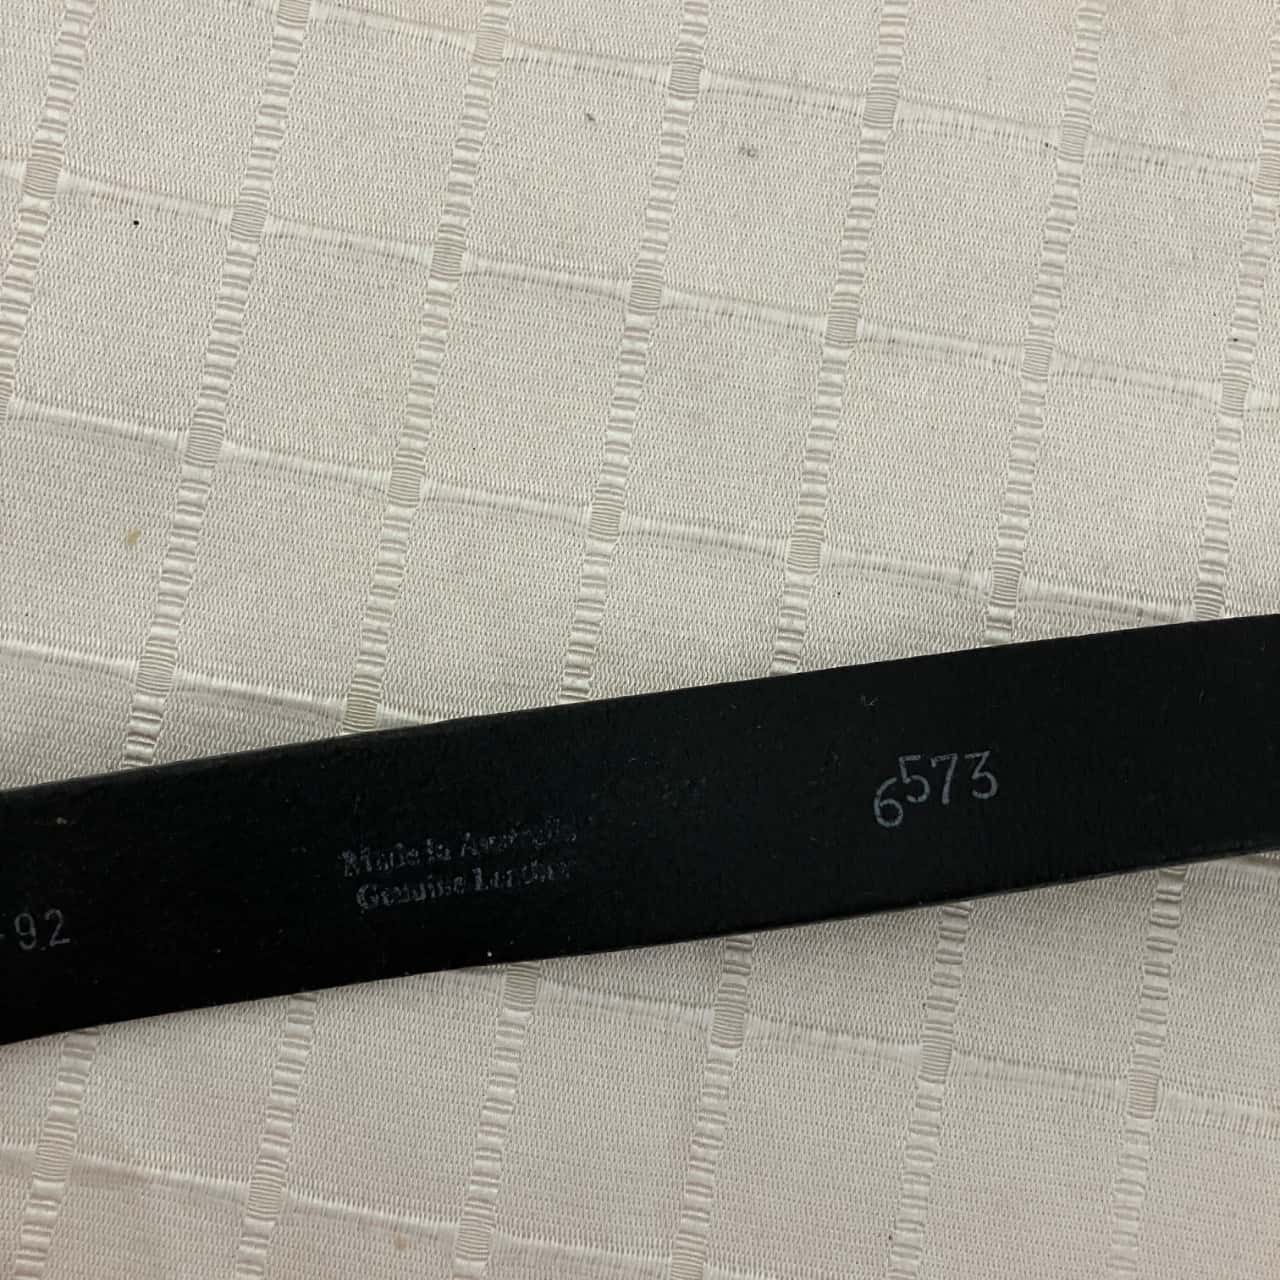 6573
Made in Australia
Genuine Leather
-92